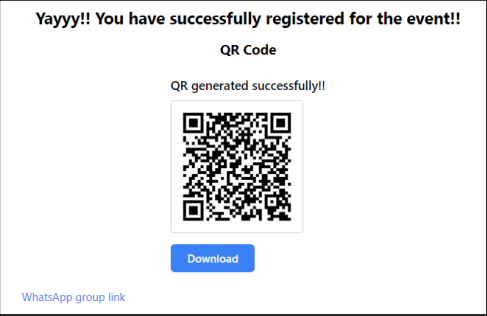 Yayyy!! You have successfully registered for the event!!
QR Code
QR generated successfully!!
Download
WhatsApp group link